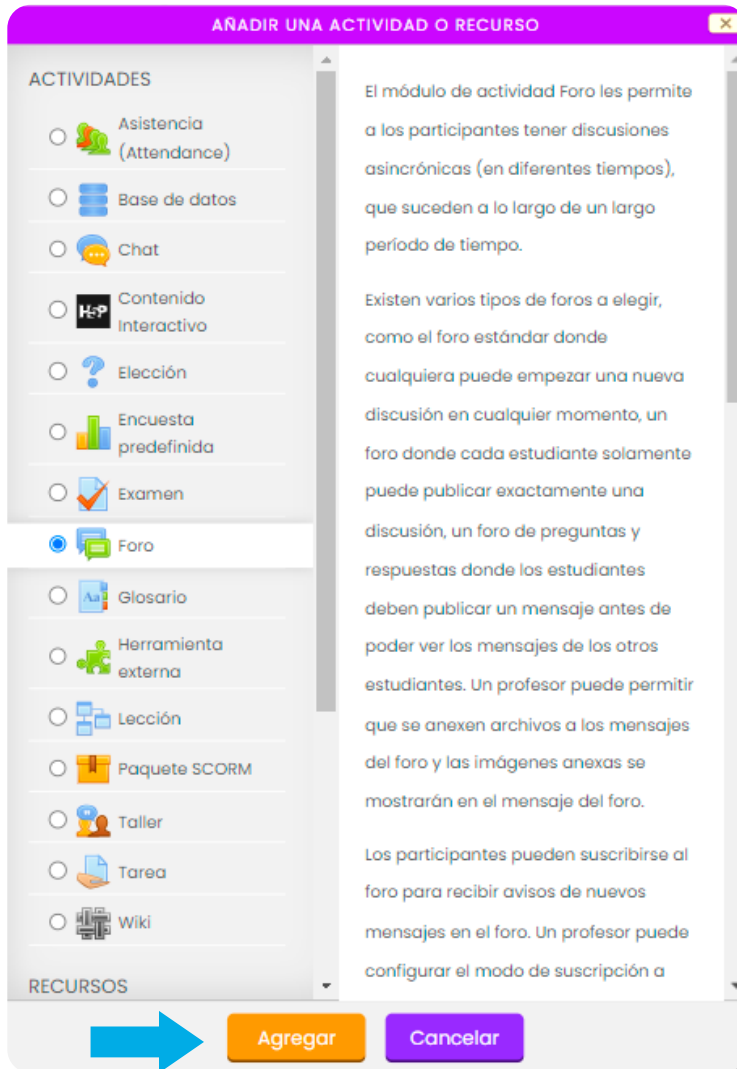 AÑADIR UNA ACTIVIDAD O RECURSO
ACTIVIDADES
Asistencia
(Attendance)
Base de datos
Chat
H5P
Contenido
Interactivo
Elección
Encuesta
predefinida
Examen
Foro
Aa
Glosario
Herramienta
externa
Lección
Paquete SCORM
Taller
Tarea
Wiki
RECURSOS
El módulo de actividad Foro les permite
a los participantes tener discusiones
asincrónicas (en diferentes tiempos),
que suceden a lo largo de un largo
período de tiempo.
Existen varios tipos de foros a elegir,
como el foro estándar donde
cualquiera puede empezar una nueva
discusión en cualquier momento, un
foro donde cada estudiante solamente
puede publicar exactamente una
discusión, un foro de preguntas y
respuestas donde los estudiantes
deben publicar un mensaje antes de
poder ver los mensajes de los otros
estudiantes. Un profesor puede permitir
que se anexen archivos a los mensajes
del foro y las imágenes anexas se
mostrarán en el mensaje del foro.
Los participantes pueden suscribirse al
foro para recibir avisos de nuevos
mensajes en el foro. Un profesor puede
configurar el modo de suscripción a
Agregar
Cancelar